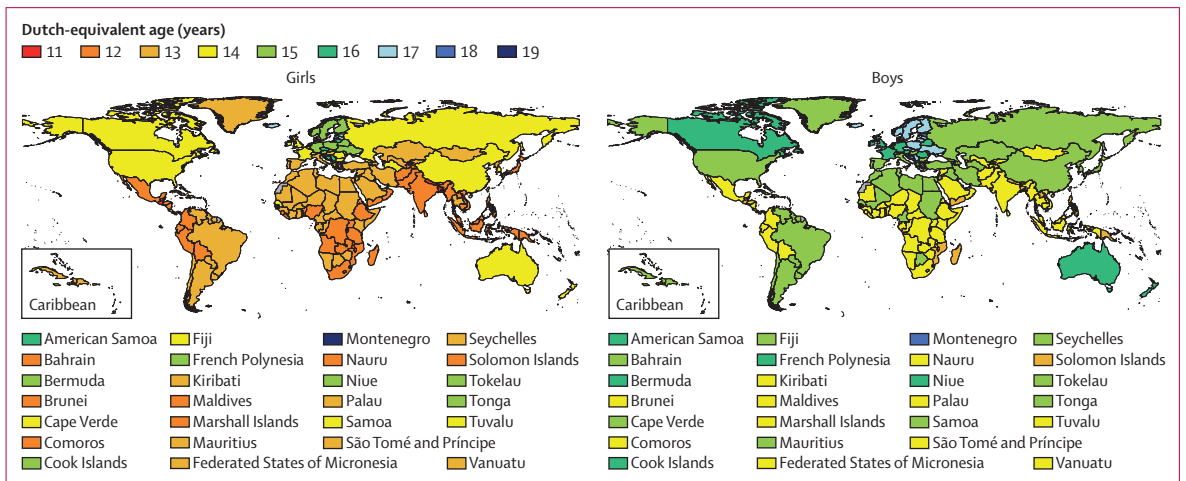 Dutch-equivalent age (years)
11 12 13 14 15 16 17 18 19
Girls
Boys
Caribbean
Caribbean
American Samoa Fiji Montenegro Seychelles
Bahrain French Polynesia Nauru Solomon Islands
Bermuda Kiribati Niue Tokelau
Brunei Maldives Palau Tonga
Cape Verde Marshall Islands Samoa Tuvalu
Comoros Mauritius São Tomé and Príncipe
Cook Islands Federated States of Micronesia Vanuatu
American Samoa Fiji Montenegro Seychelles
Bahrain French Polynesia Nauru Solomon Islands
Bermuda Kiribati Niue Tokelau
Brunei Maldives Palau Tonga
Cape Verde Marshall Islands Samoa Tuvalu
Comoros Mauritius São Tomé and Príncipe
Cook Islands Federated States of Micronesia Vanuatu